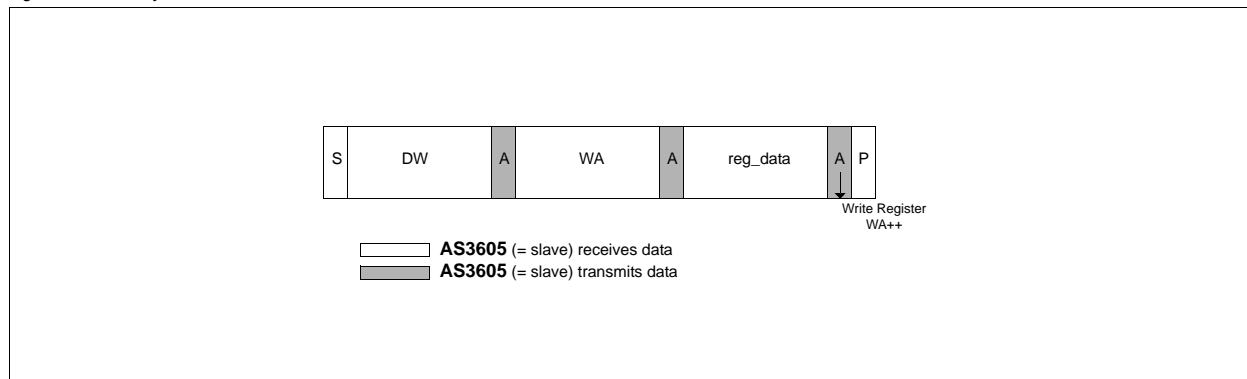 S DW A WA A reg_data A P
Write Register
WA++
AS3605 (= slave) receives data
AS3605 (= slave) transmits data